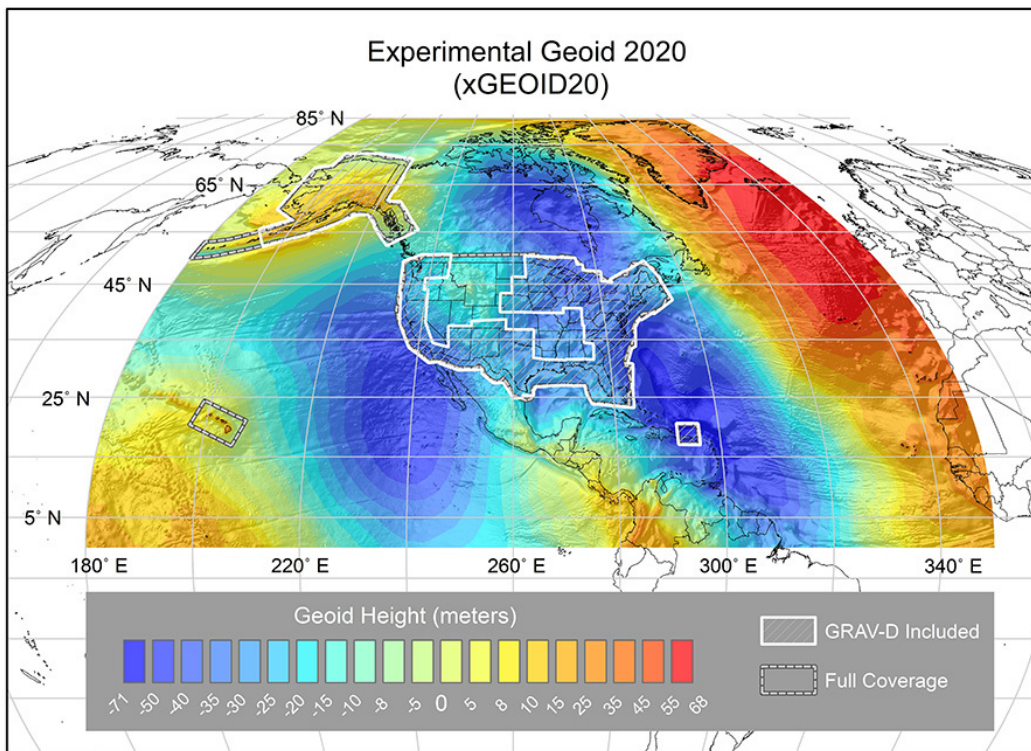 Experimental Geoid 2020
(xGEOID20)
85° N
65° N
45° N
25° N
5° N
180° E
220° E
260° E
300° E
340° E
Geoid Height (meters)
-71 -50 -40 -35 -30 -25 -20 -15 -10 -8 -5 0 5 8 10 15 25 35 45 55 68
GRAV-D Included
Full Coverage